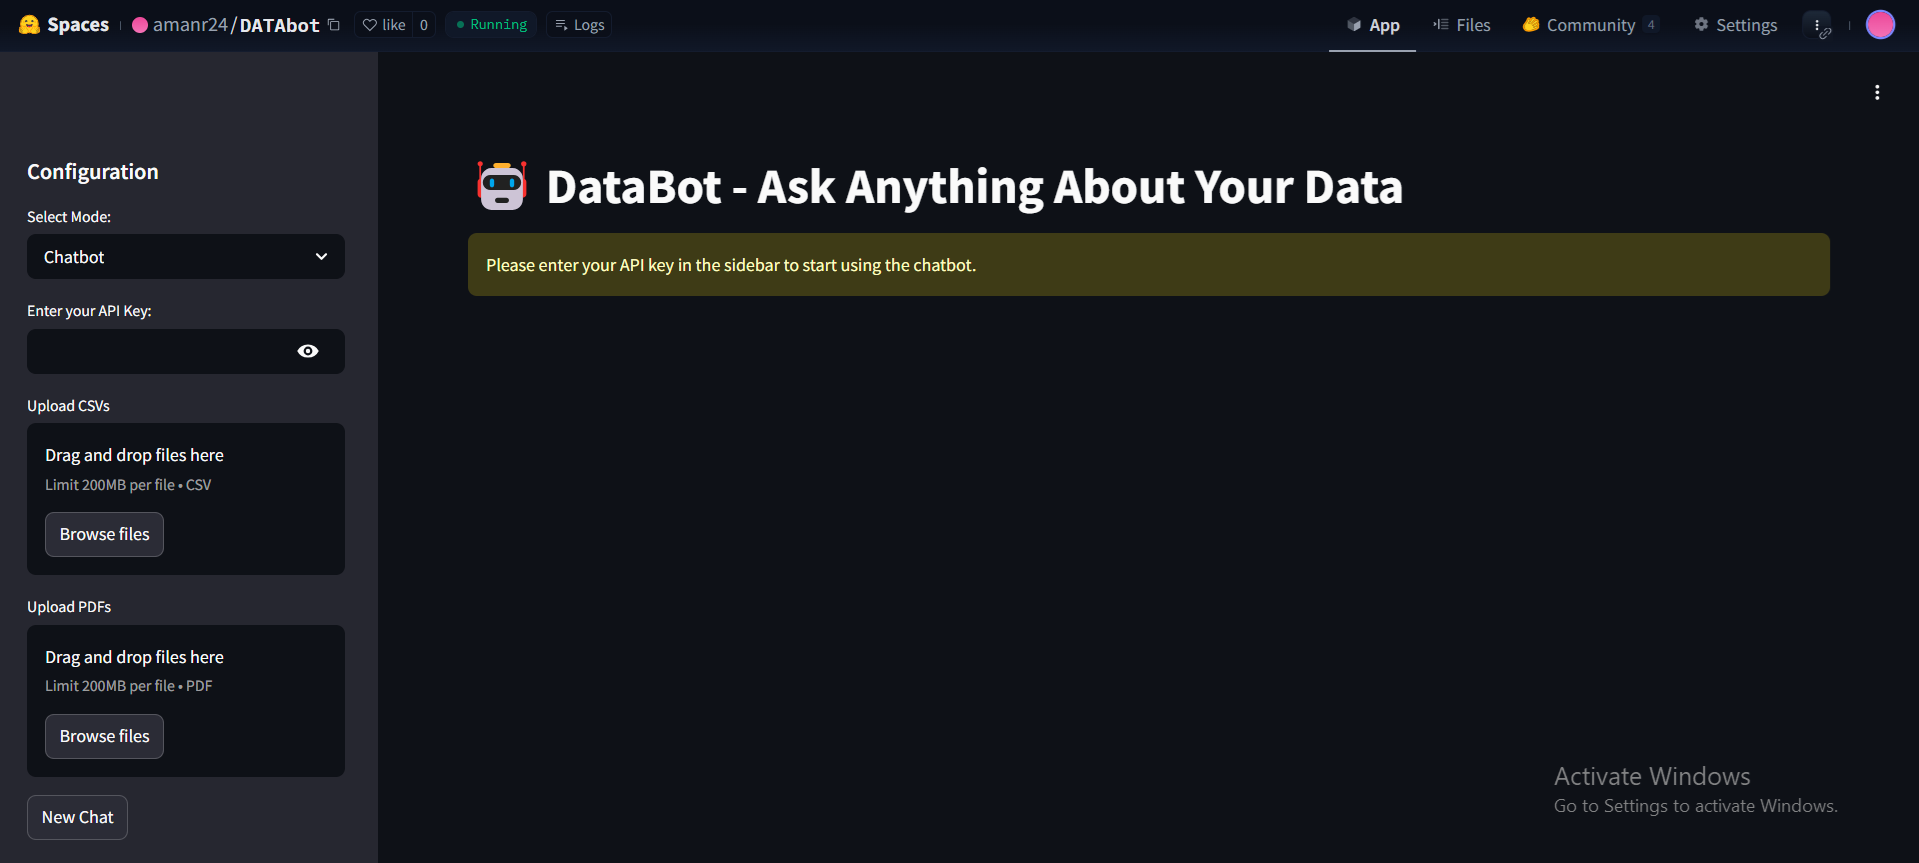 Spaces
amanr24/DATAbot
like 0
Running
Logs
App
Files
Community 4
Settings
Configuration
Select Mode:
Chatbot
Enter your API Key:
Upload CSVs
Drag and drop files here
Limit 200MB per file • CSV
Browse files
Upload PDFs
Drag and drop files here
Limit 200MB per file • PDF
Browse files
New Chat
DataBot - Ask Anything About Your Data
Please enter your API key in the sidebar to start using the chatbot.
Activate Windows
Go to Settings to activate Windows.